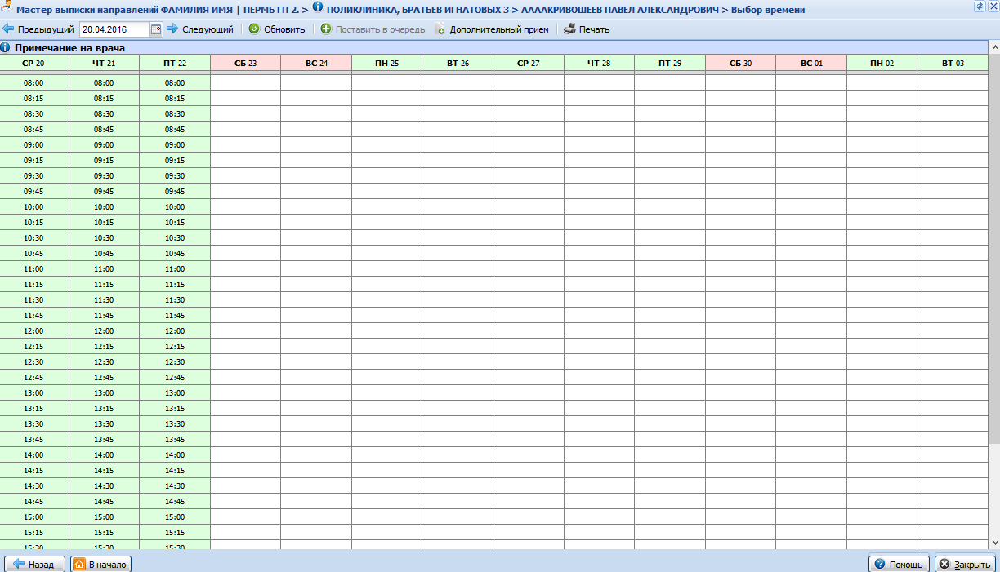 Мастер выписки направлений ФАМИЛИЯ ИМЯ | ПЕРМЬ ГП 2. > ПОЛИКЛИНИКА, БРАТЬЕВ ИГНАТОВЫХ 3 > ААААКРИВОШЕЕВ ПАВЕЛ АЛЕКСАНДРОВИЧ > Выбор времени
Предыдущий 20.04.2016 Следующий Обновить Поставить в очередь Дополнительный прием Печать
Примечание на врача
СР 20 ЧТ 21 ПТ 22 СБ 23 ВС 24 ПН 25 ВТ 26 СР 27 ЧТ 28 ПТ 29 СБ 30 ВС 01 ПН 02 ВТ 03
08:00 08:00 08:00
08:15 08:15 08:15
08:30 08:30 08:30
08:45 08:45 08:45
09:00 09:00 09:00
09:15 09:15 09:15
09:30 09:30 09:30
09:45 09:45 09:45
10:00 10:00 10:00
10:15 10:15 10:15
10:30 10:30 10:30
10:45 10:45 10:45
11:00 11:00 11:00
11:15 11:15 11:15
11:30 11:30 11:30
11:45 11:45 11:45
12:00 12:00 12:00
12:15 12:15 12:15
12:30 12:30 12:30
12:45 12:45 12:45
13:00 13:00 13:00
13:15 13:15 13:15
13:30 13:30 13:30
13:45 13:45 13:45
14:00 14:00 14:00
14:15 14:15 14:15
14:30 14:30 14:30
14:45 14:45 14:45
15:00 15:00 15:00
15:15 15:15 15:15
15:30 15:30 15:30
Назад В начало Помощь Закрыть